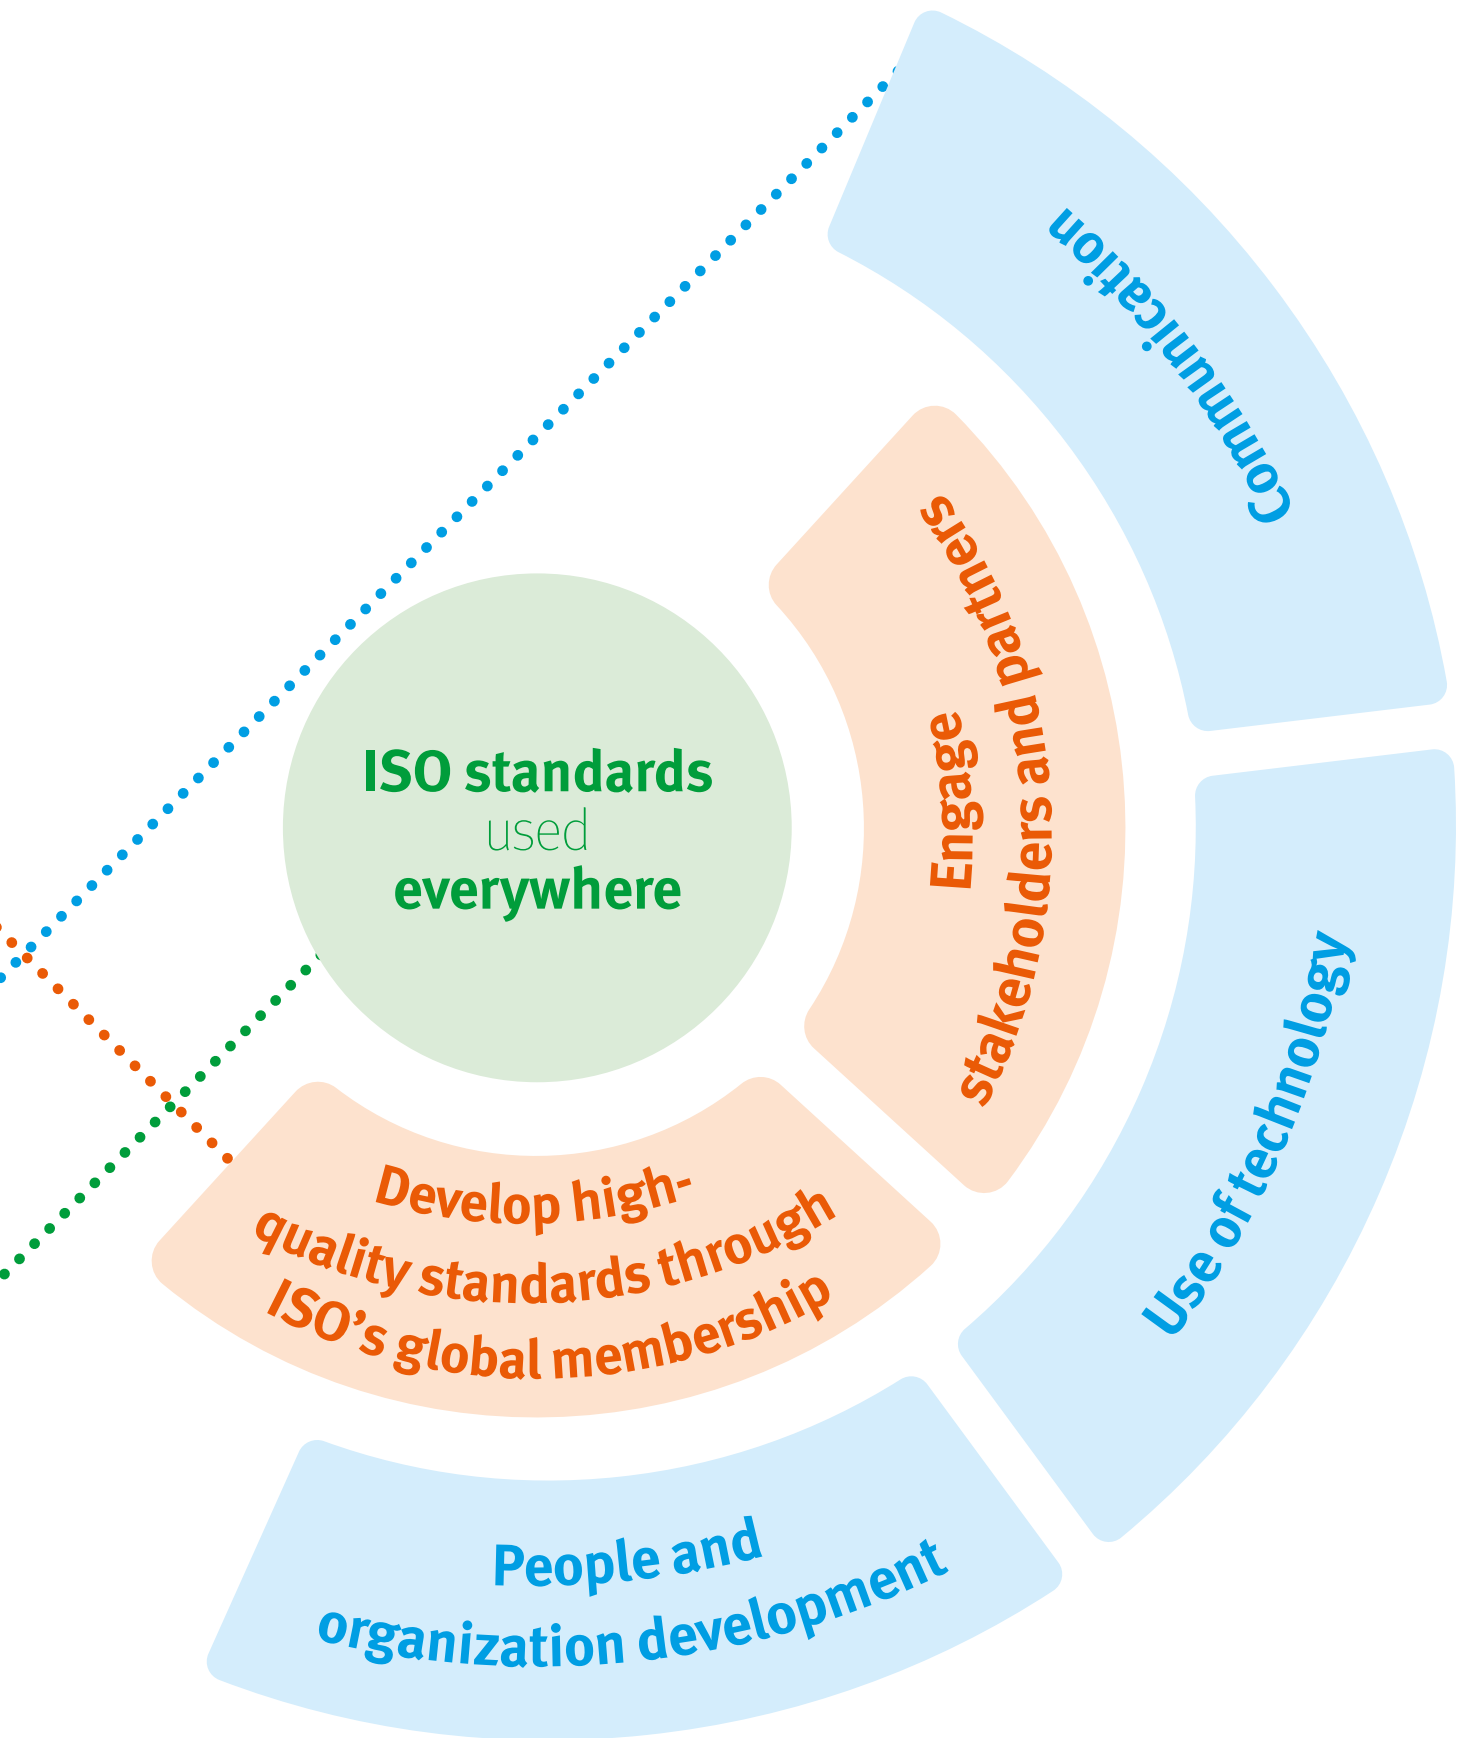 Communication
Engage
stakeholders and partners
ISO standards
used
everywhere
Use of technology
Develop high-
quality standards through
ISO’s global membership
People and
organization development